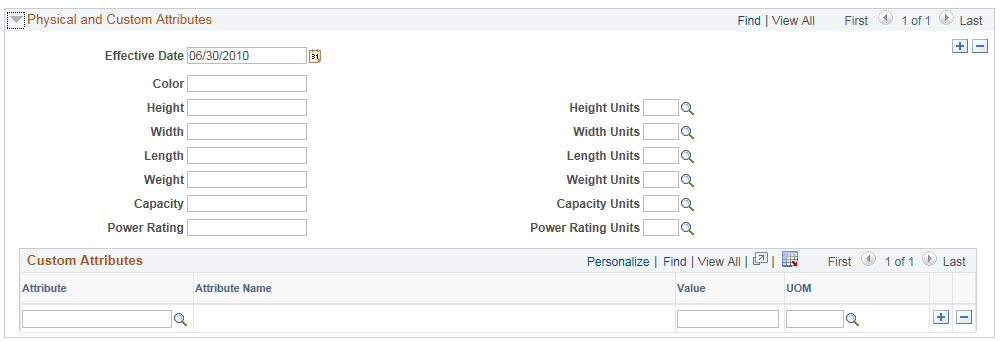 Physical and Custom Attributes Find | View All First 1 of 1 Last
Effective Date 06/30/2010 31
Color
Height Height Units
Width Width Units
Length Length Units
Weight Weight Units
Capacity Capacity Units
Power Rating Power Rating Units
Custom Attributes Personalize | Find | View All | | First 1 of 1 Last
Attribute Attribute Name Value UOM